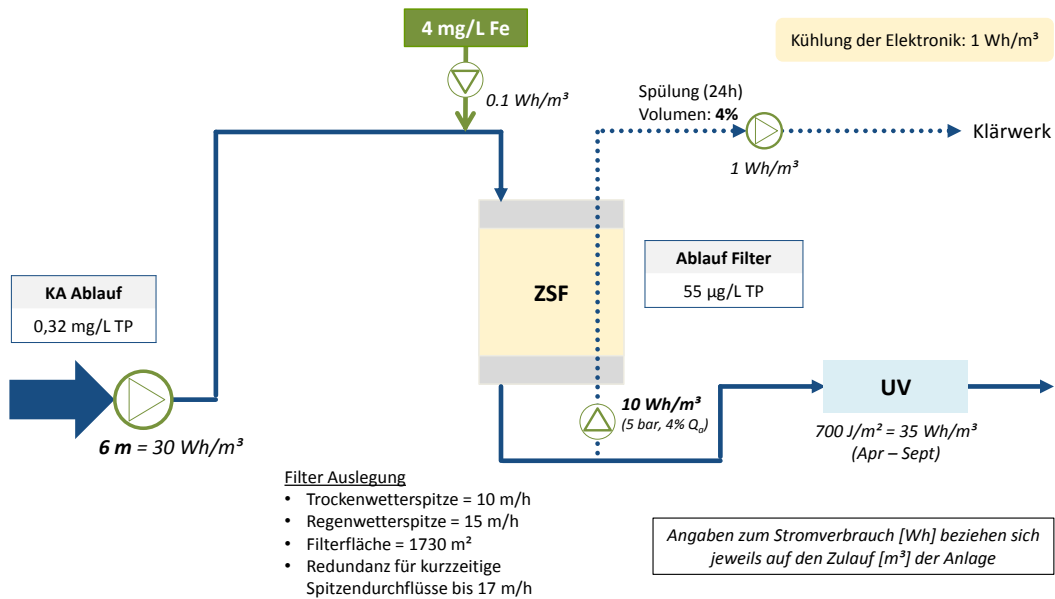 4 mg/L Fe
0.1 Wh/m³
Kühlung der Elektronik: 1 Wh/m³
Spülung (24h)
Volumen: 4%
1 Wh/m³
Klärwerk
KA Ablauf
0,32 mg/L TP
6 m = 30 Wh/m³
ZSF
Ablauf Filter
55 µg/L TP
10 Wh/m³
(5 bar, 4% Qₐ)
UV
700 J/m² = 35 Wh/m³
(Apr – Sept)
Filter Auslegung
• Trockenwetterspitze = 10 m/h
• Regenwetterspitze = 15 m/h
• Filterfläche = 1730 m²
• Redundanz für kurzzeitige
Spitzendurchflüsse bis 17 m/h
Angaben zum Stromverbrauch [Wh] beziehen sich
jeweils auf den Zulauf [m³] der Anlage